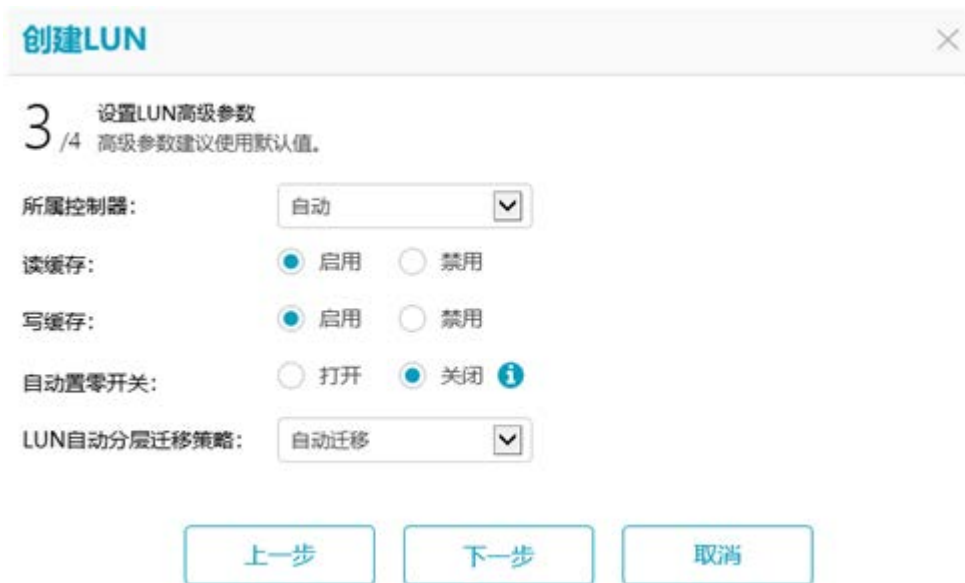 创建LUN
3 /4 设置LUN高级参数
高级参数建议使用默认值。
所属控制器： 自动
读缓存： 启用 禁用
写缓存： 启用 禁用
自动置零开关： 打开 关闭
LUN自动分层迁移策略： 自动迁移
上一步 下一步 取消